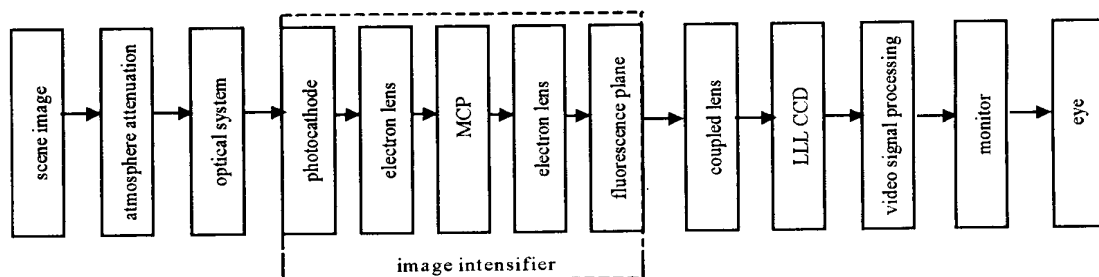 scene image
atmosphere attenuation
optical system
photocathode
electron lens
MCP
electron lens
fluorescence plane
coupled lens
LLL CCD
video signal processing
monitor
eye
image intensifier